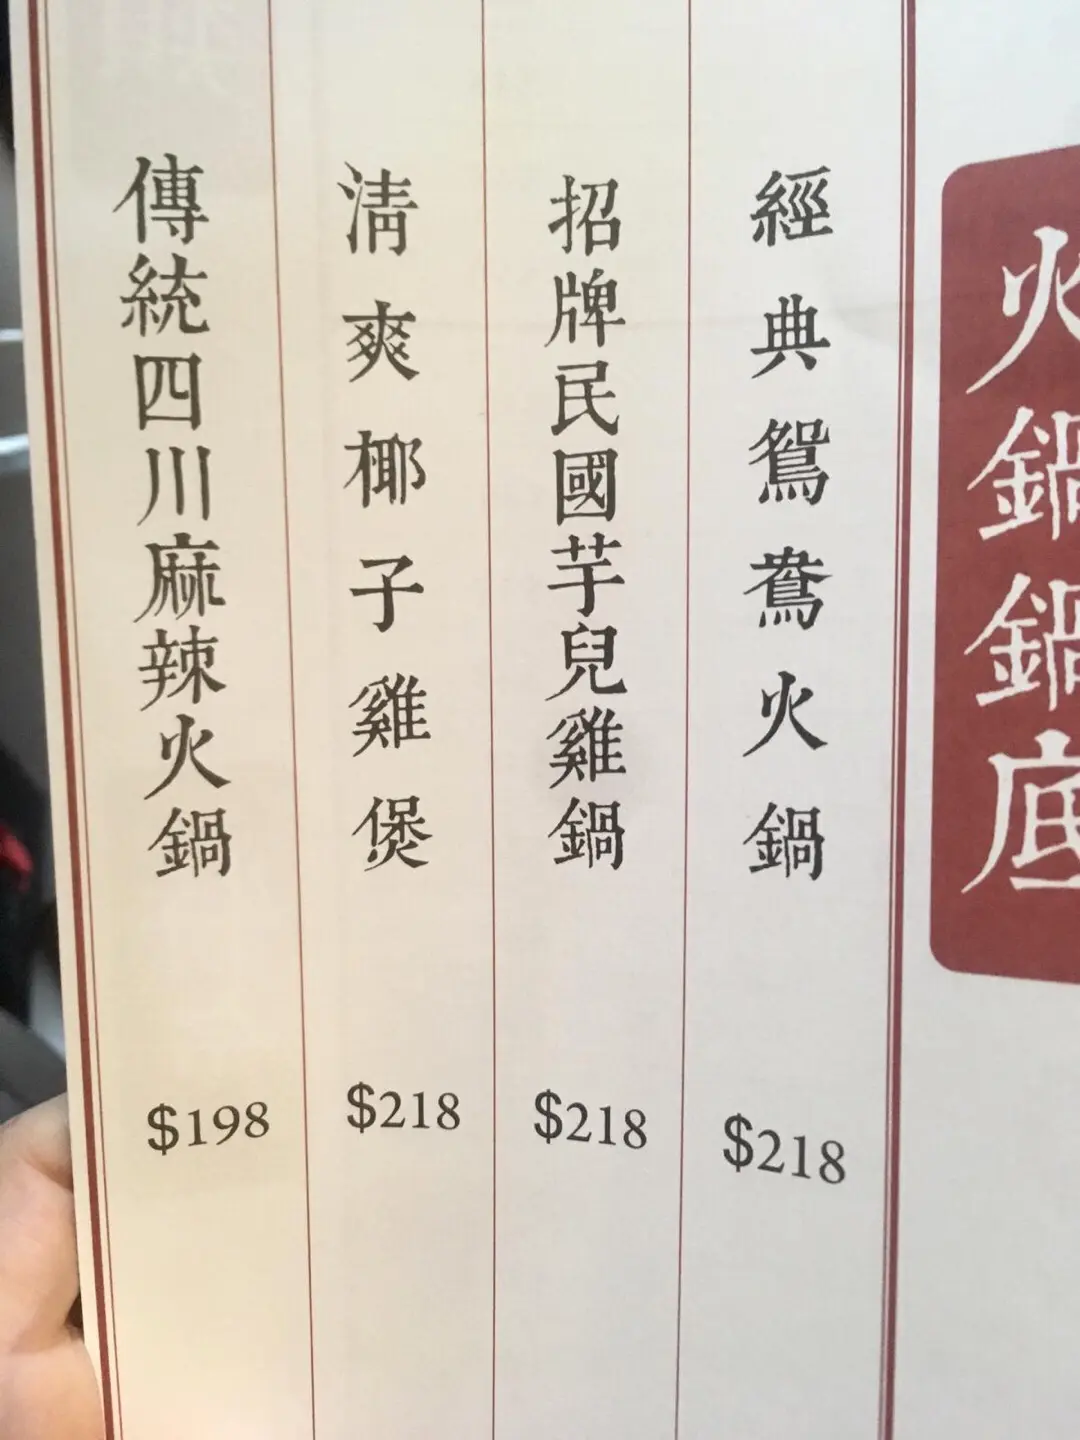 火鍋鍋底
經典鴛鴦火鍋
$218
招牌民國芋兒雞鍋
$218
清爽椰子雞煲
$218
傳統四川麻辣火鍋
$198